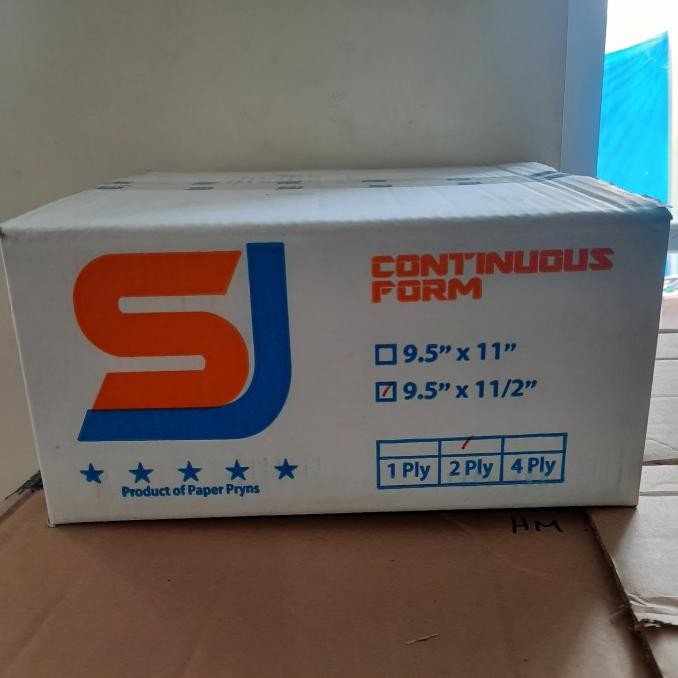 SJ
CONTINUOUS
FORM
9.5” x 11”
9.5” x 11/2”
1 Ply 2 Ply 4 Ply
Product of Paper Pryns
HM